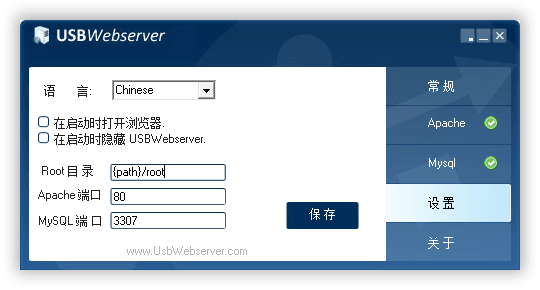 USBWebserver
语 言: Chinese
在启动时打开浏览器.
在启动时隐藏 USBWebserver.
Root 目录 {path}/root
Apache 端口 80
MySQL 端口 3307
保存
www.UsbWebserver.com
常规
Apache
Mysql
设置
关于